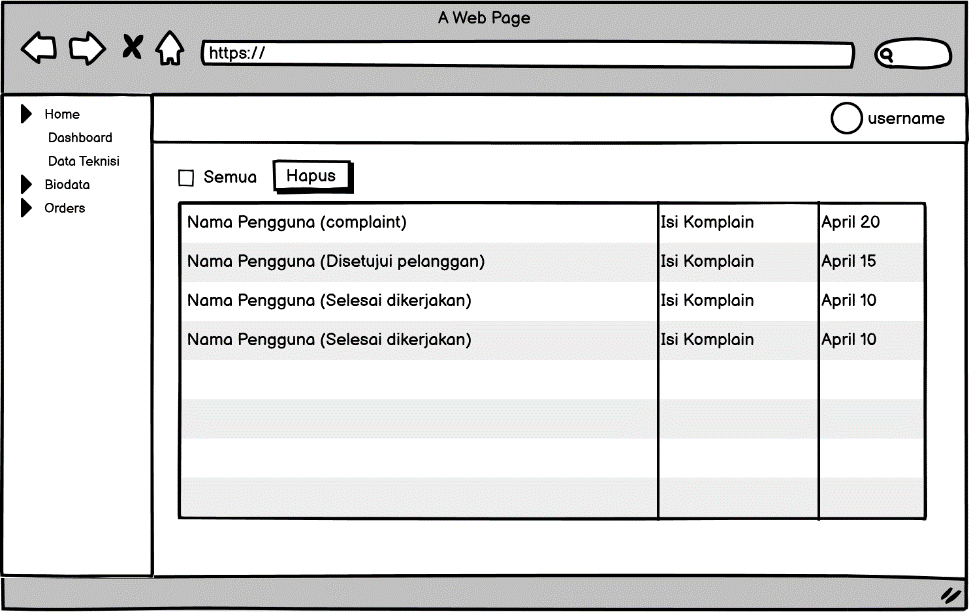 A Web Page
https://
Home
Dashboard
Data Teknisi
Biodata
Orders
username
Semua
Hapus
Nama Pengguna (complaint) Isi Komplain April 20
Nama Pengguna (Disetujui pelanggan) Isi Komplain April 15
Nama Pengguna (Selesai dikerjakan) Isi Komplain April 10
Nama Pengguna (Selesai dikerjakan) Isi Komplain April 10